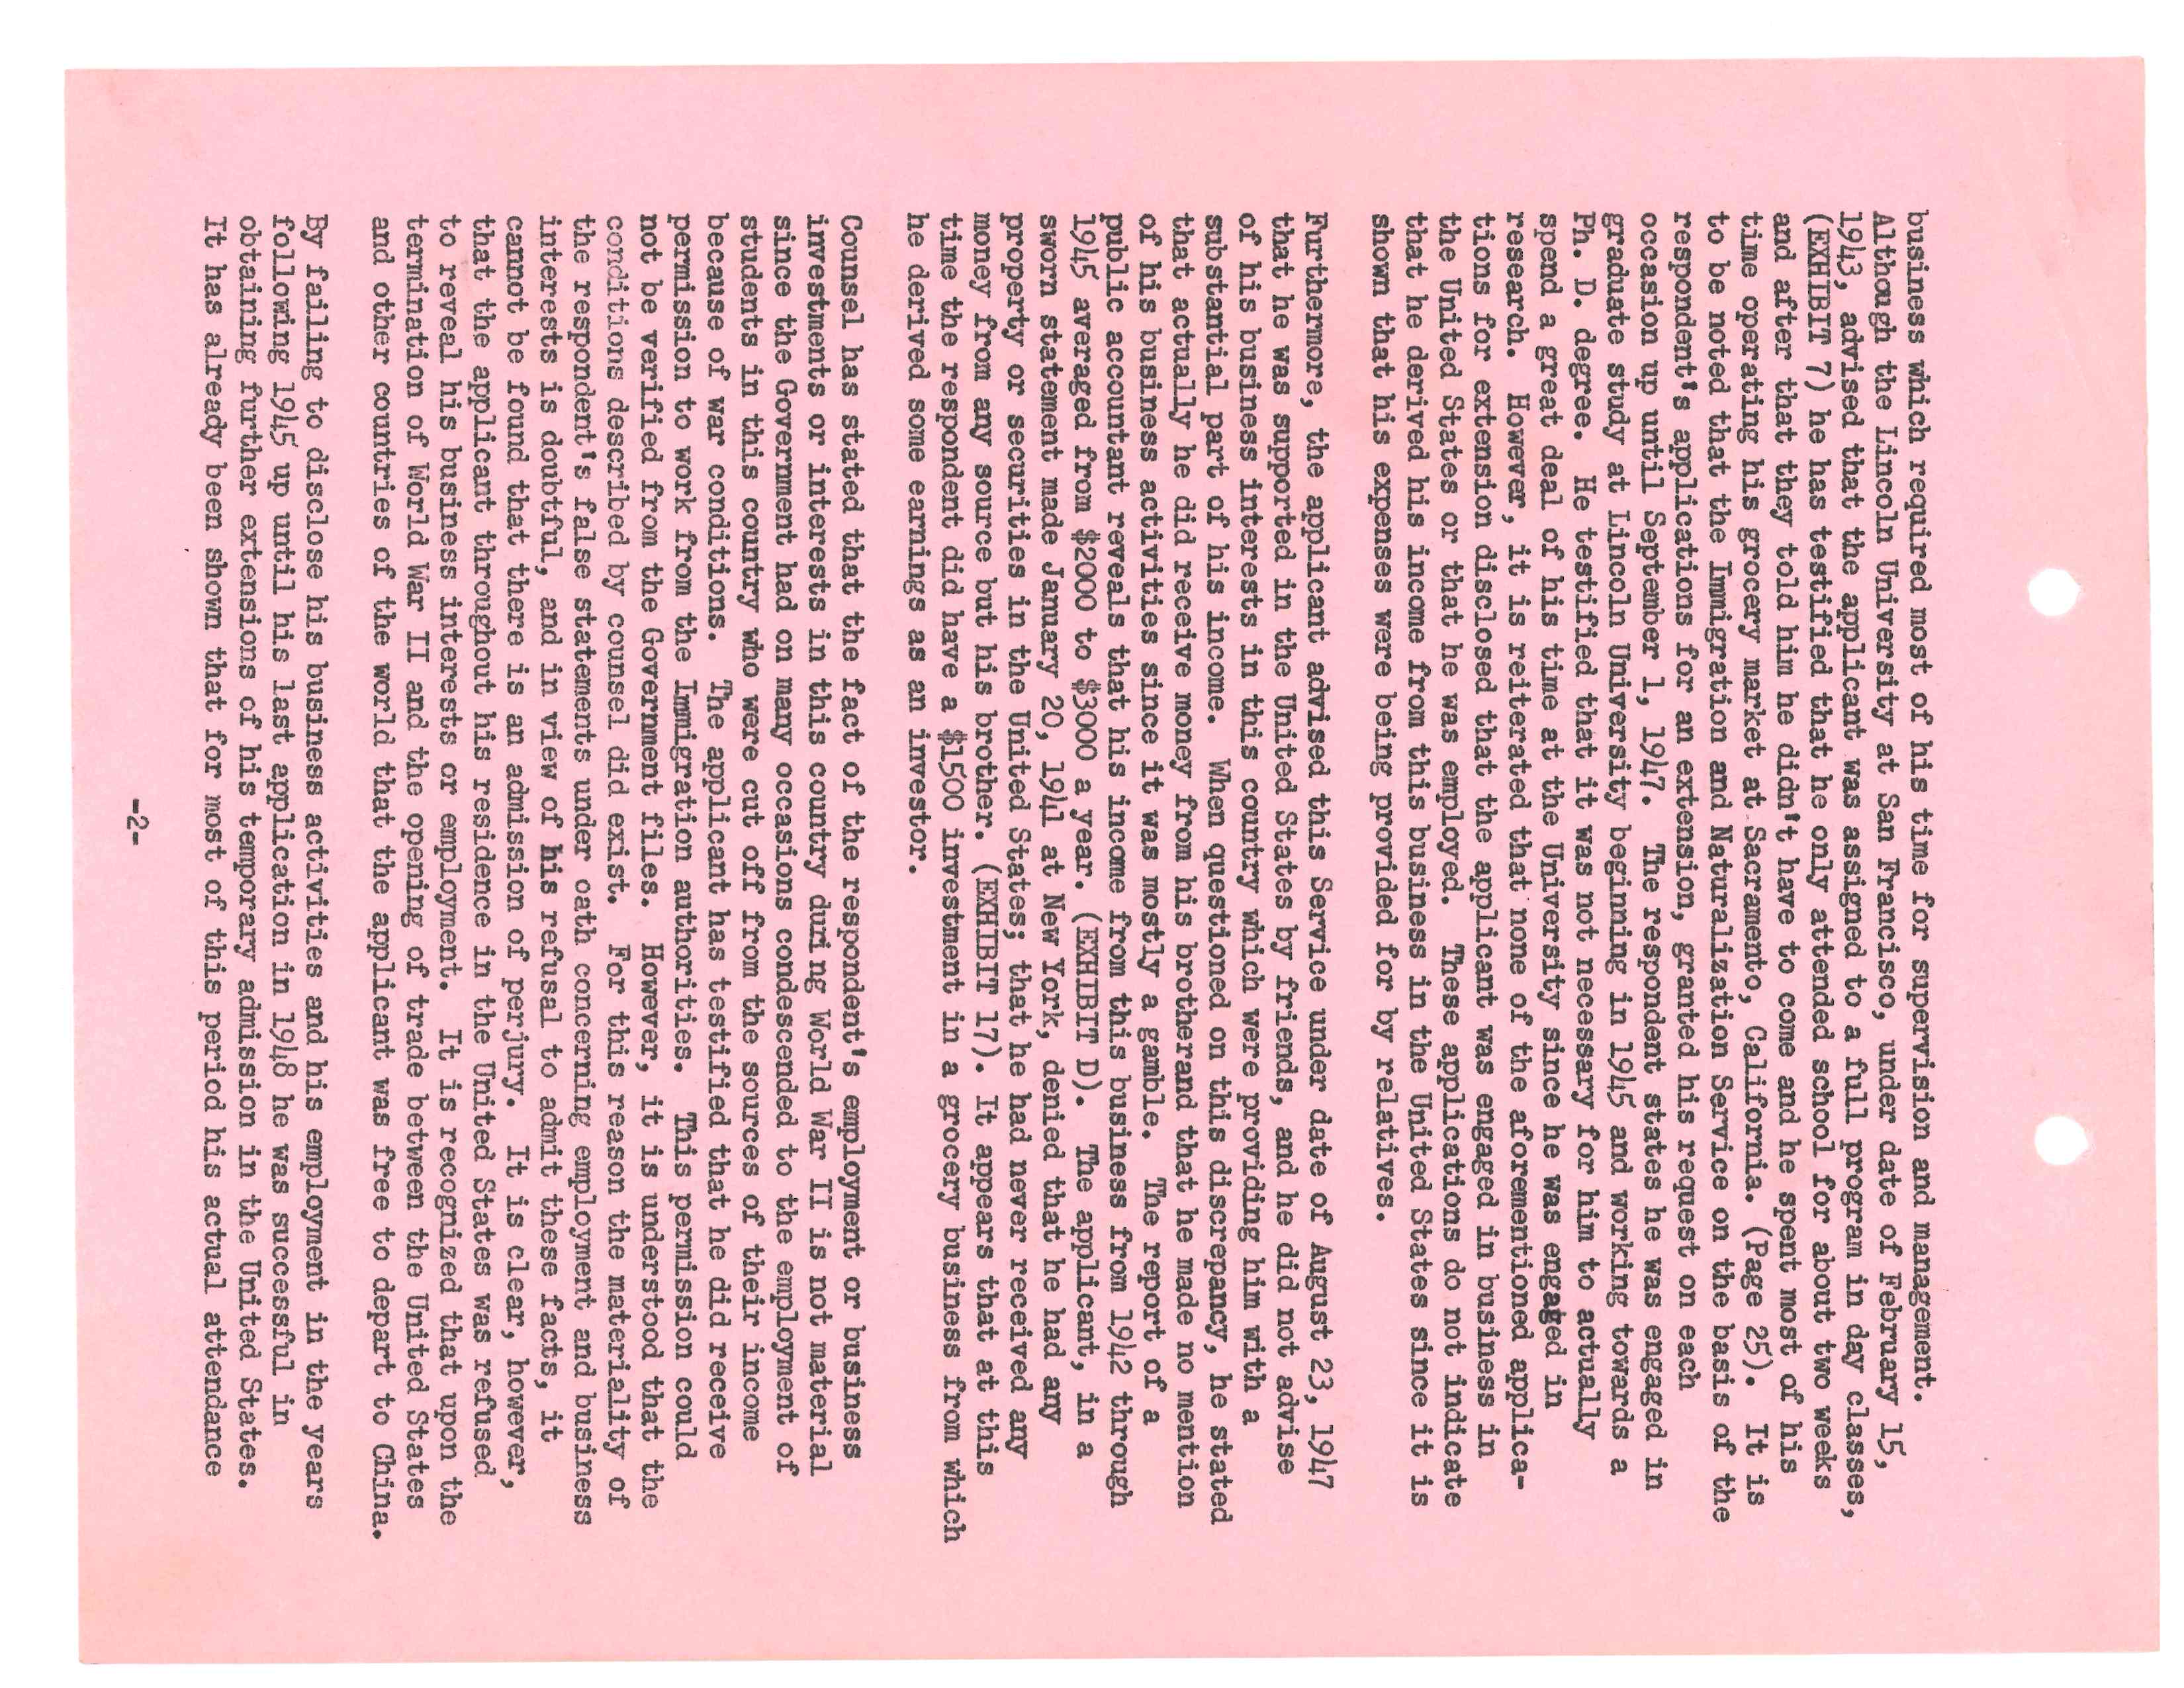 business which required most of his time for supervision and management.
Although the Lincoln University at San Francisco, under date of February 15,
1943, advised that the applicant was assigned to a full program in day classes,
(EXHIBIT 7) he has testified that he only attended school for about two weeks
and after that they told him he didn't have to come and he spent most of his
time operating his grocery market at Sacramento, California. (Page 25). It is
to be noted that the Immigration and Naturalization Service on the basis of the
respondent's applications for an extension, granted his request on each
occasion up until September 1, 1947. The respondent states he was engaged in
graduate study at Lincoln University beginning in 1945 and working towards a
Ph. D. degree. He testified that it was not necessary for him to actually
spend a great deal of his time at the University since he was engaged in
research. However, it is reiterated that none of the aforementioned applica-
tions for extension disclosed that the applicant was engaged in business in
the United States or that he was employed. These applications do not indicate
that he derived his income from this business in the United States since it is
shown that his expenses were being provided for by relatives.
Furthermore, the applicant advised this Service under date of August 23, 1947
that he was supported in the United States by friends, and he did not advise
of his business interests in this country which were providing him with a
substantial part of his income. When questioned on this discrepancy, he stated
that actually he did receive money from his brotherand that he made no mention
of his business activities since it was mostly a gamble. The report of a
public accountant reveals that his income from this business from 1942 through
1945 averaged from $2000 to $3000 a year. (EXHIBIT D). The applicant, in a
sworn statement made January 20, 1941 at New York, denied that he had any
property or securities in the United States; that he had never received any
money from any source but his brother. (EXHIBIT 17). It appears that at this
time the respondent did have a $1500 investment in a grocery business from which
he derived some earnings as an investor.
Counsel has stated that the fact of the respondent's employment or business
investments or interests in this country during World War II is not material
since the Government had on many occasions condescended to the employment of
students in this country who were cut off from the sources of their income
because of war conditions. The applicant has testified that he did receive
permission to work from the Immigration authorities. This permission could
not be verified from the Government files. However, it is understood that the
conditions described by counsel did exist. For this reason the materiality of
the respondent's false statements under oath concerning employment and business
interests is doubtful, and in view of his refusal to admit these facts, it
cannot be found that there is an admission of perjury. It is clear, however,
that the applicant throughout his residence in the United States was refused
to reveal his business interests or employment. It is recognized that upon the
termination of World War II and the opening of trade between the United States
and other countries of the world that the applicant was free to depart to China.
By failing to disclose his business activities and his employment in the years
following 1945 up until his last application in 1948 he was successful in
obtaining further extensions of his temporary admission in the United States.
It has already been shown that for most of this period his actual attendance
-2-